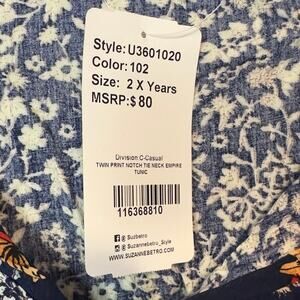 Style: U3601020
Color: 102
Size: 2 X Years
MSRP:$ 80
Division:C-Casual
TWIN PRINT NOTCH TIE NECK EMPIRE
TUNIC
116368810
/ Suzbetro
/ Suzannebetro_Style
WWW.SUZANNEBETRO.COM